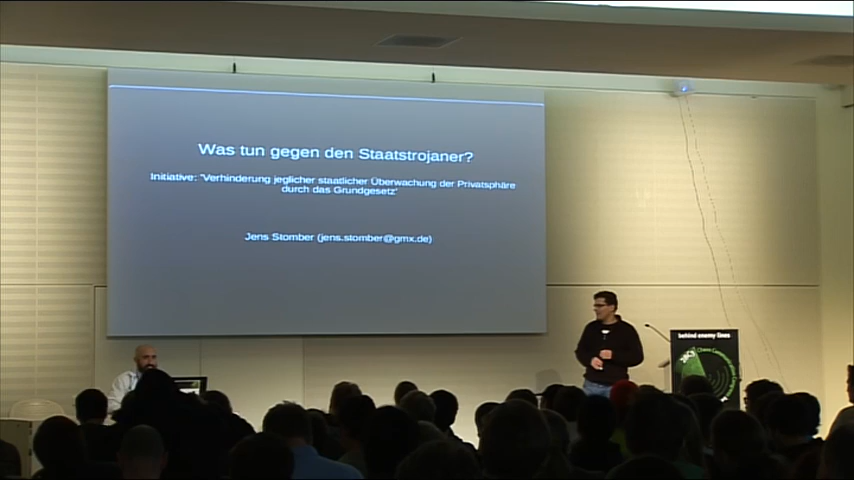 Was tun gegen den Staatstrojaner?
Initiative: "Verhinderung jeglicher staatlicher Überwachung der Privatsphäre
durch das Grundgesetz"
Jens Stomber (jens.stomber@gmx.de)
behind enemy lines